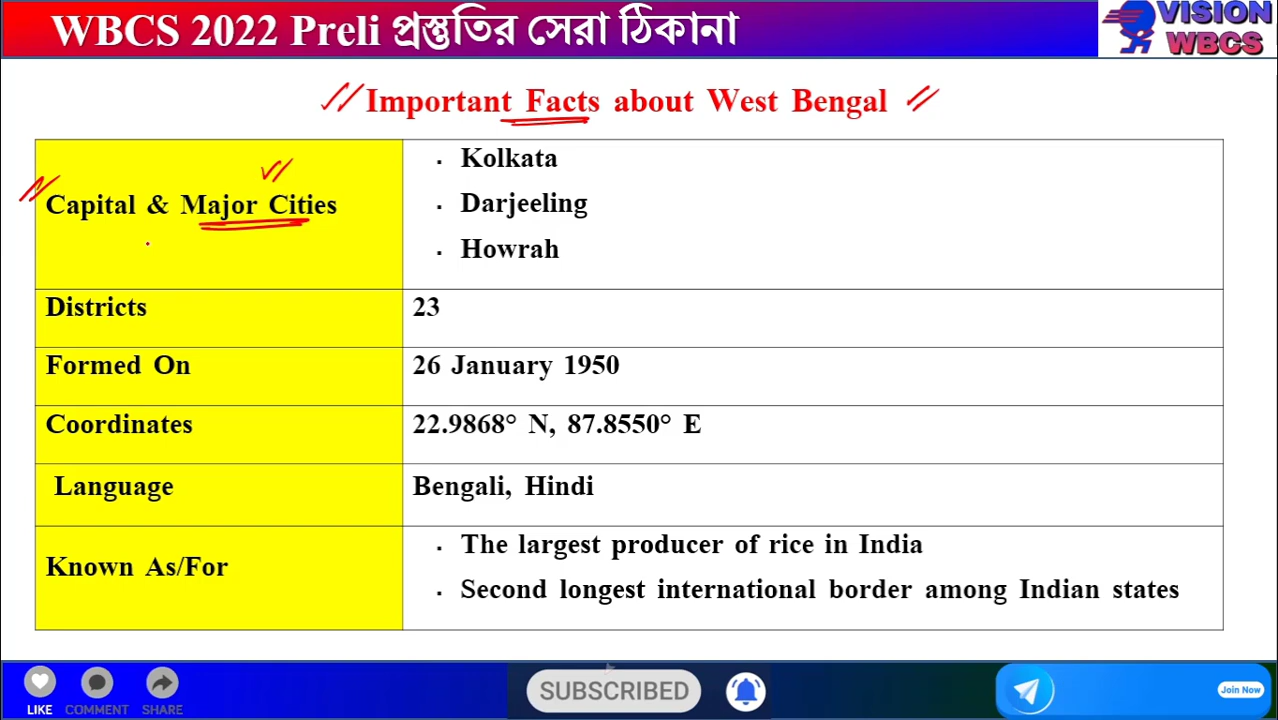 WBCS 2022 Preli প্রস্তুতির সেরা ঠিকানা
VISION
WBCS
Important Facts about West Bengal
Capital & Major Cities
· Kolkata
· Darjeeling
· Howrah
Districts
23
Formed On
26 January 1950
Coordinates
22.9868° N, 87.8550° E
Language
Bengali, Hindi
Known As/For
· The largest producer of rice in India
· Second longest international border among Indian states
LIKE
COMMENT
SHARE
SUBSCRIBED
Join Now